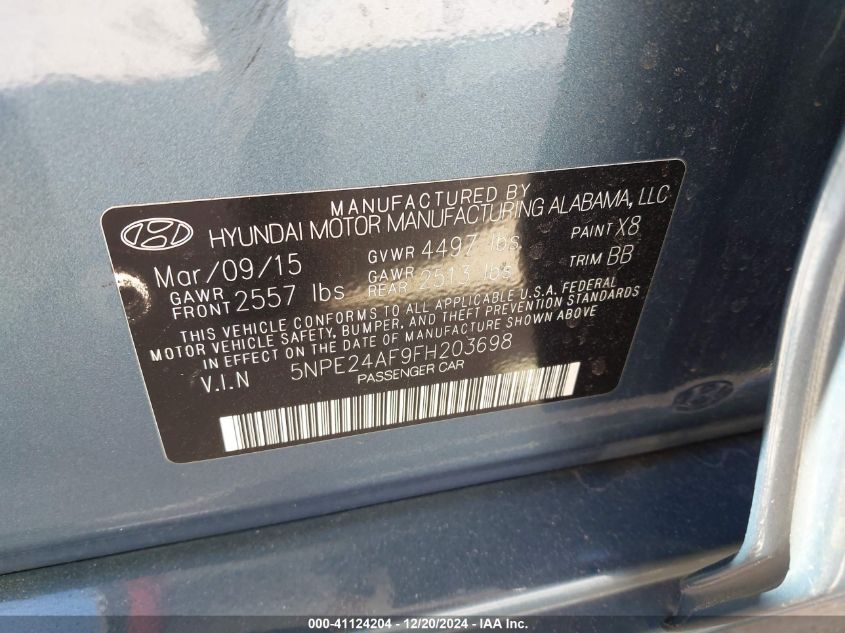 MANUFACTURED BY
HYUNDAI MOTOR MANUFACTURING ALABAMA, LLC
Mar/09/15 GVWR 4497 lbs PAINT X8
GAWR FRONT 2557 lbs GAWR REAR 2513 lbs TRIM BB
THIS VEHICLE CONFORMS TO ALL APPLICABLE U.S.A. FEDERAL
MOTOR VEHICLE SAFETY, BUMPER, AND THEFT PREVENTION STANDARDS
IN EFFECT ON THE DATE OF MANUFACTURE SHOWN ABOVE
V.I.N 5NPE24AF9FH203698
PASSENGER CAR
000-41124204 - 12/20/2024 - IAA Inc.